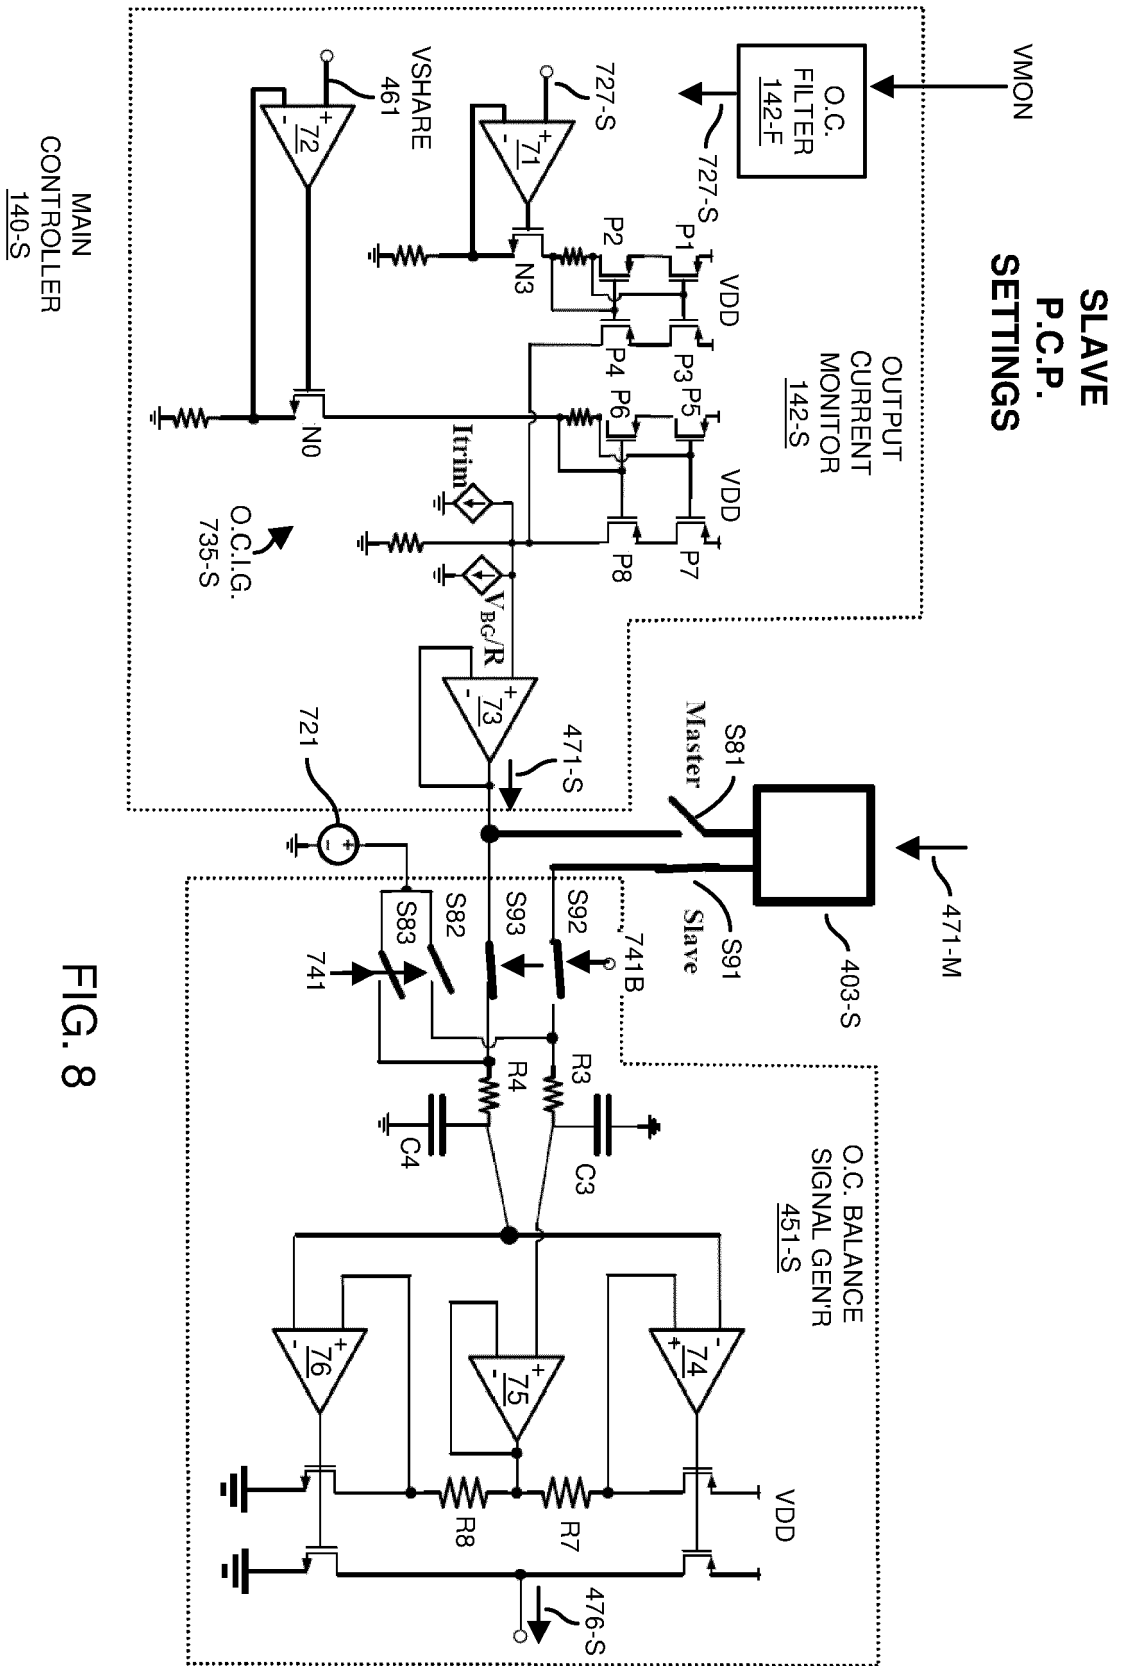 SLAVE
P.C.P.
SETTINGS
VMON
O.C.
FILTER
142-F
727-S
727-S
VSHARE
461
71
72
N3
N0
P1
P2
VDD
P3
P4
P5
P6
VDD
P7
P8
OUTPUT
CURRENT
MONITOR
142-S
Itrim
VBG/R
O.C.I.G.
735-S
MAIN
CONTROLLER
140-S
73
471-S
721
Master
S81
Slave
S91
471-M
403-S
741B
S92
S93
S82
S83
741
R3
R4
C3
C4
O.C. BALANCE
SIGNAL GEN'R
451-S
74
75
76
VDD
R7
R8
476-S
+
-
+
-
+
-
+
-
-
+
+
-
+
-
FIG. 8